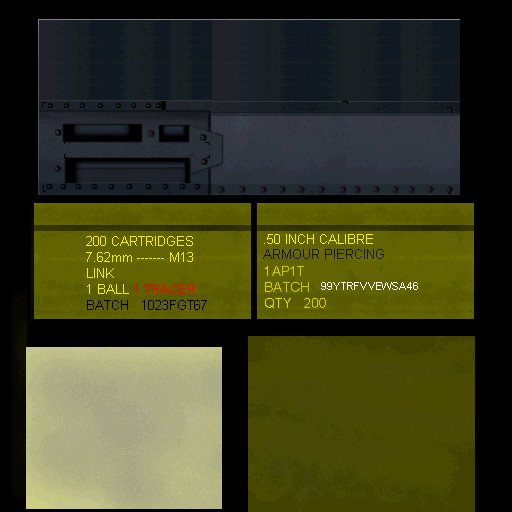 200 CARTRIDGES
7.62mm ------- M13
LINK
1 BALL 1 TRACER
BATCH 1023FGT67
.50 INCH CALIBRE
ARMOUR PIERCING
1AP1T
BATCH 99YTRFVVEWSA46
QTY 200